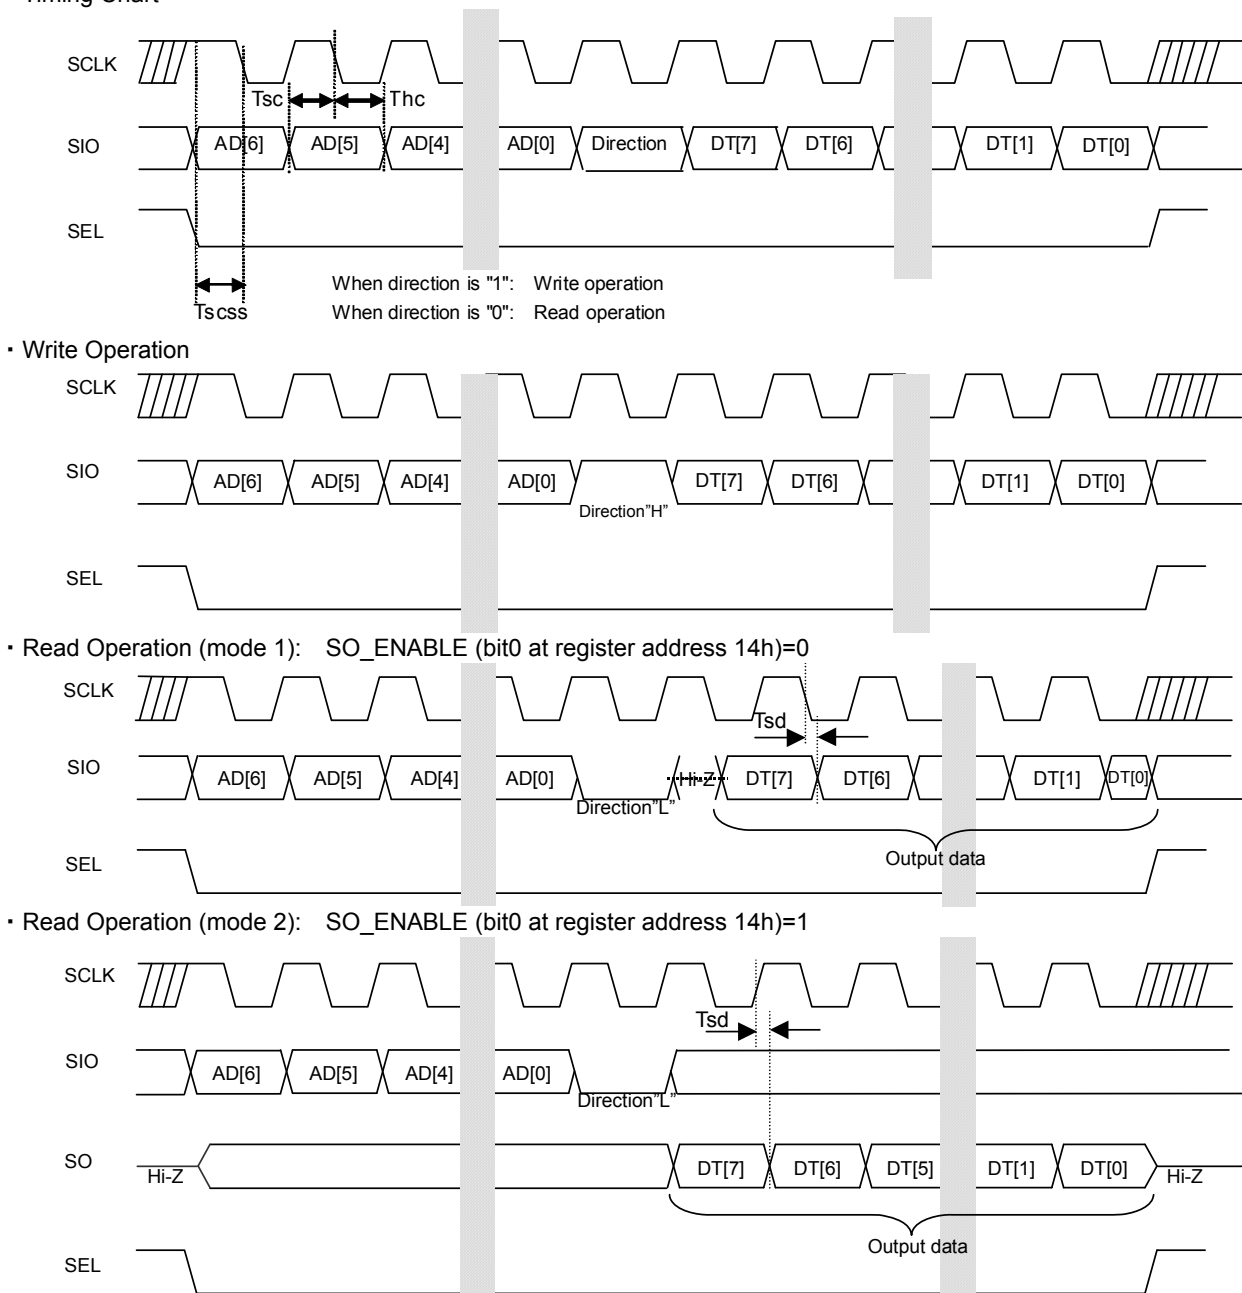 Timing Chart
SCLK
Tsc
Thc
SIO
AD[6]
AD[5]
AD[4]
AD[0]
Direction
DT[7]
DT[6]
DT[1]
DT[0]
SEL
Tscss
When direction is "1": Write operation
When direction is "0": Read operation
・Write Operation
SCLK
SIO
AD[6]
AD[5]
AD[4]
AD[0]
Direction"H"
DT[7]
DT[6]
DT[1]
DT[0]
SEL
・Read Operation (mode 1): SO_ENABLE (bit0 at register address 14h)=0
SCLK
Tsd
SIO
AD[6]
AD[5]
AD[4]
AD[0]
Direction"L"
Hi-Z
DT[7]
DT[6]
DT[1]
DT[0]
Output data
SEL
・Read Operation (mode 2): SO_ENABLE (bit0 at register address 14h)=1
SCLK
Tsd
SIO
AD[6]
AD[5]
AD[4]
AD[0]
Direction"L"
SO
Hi-Z
DT[7]
DT[6]
DT[5]
DT[1]
DT[0]
Hi-Z
Output data
SEL